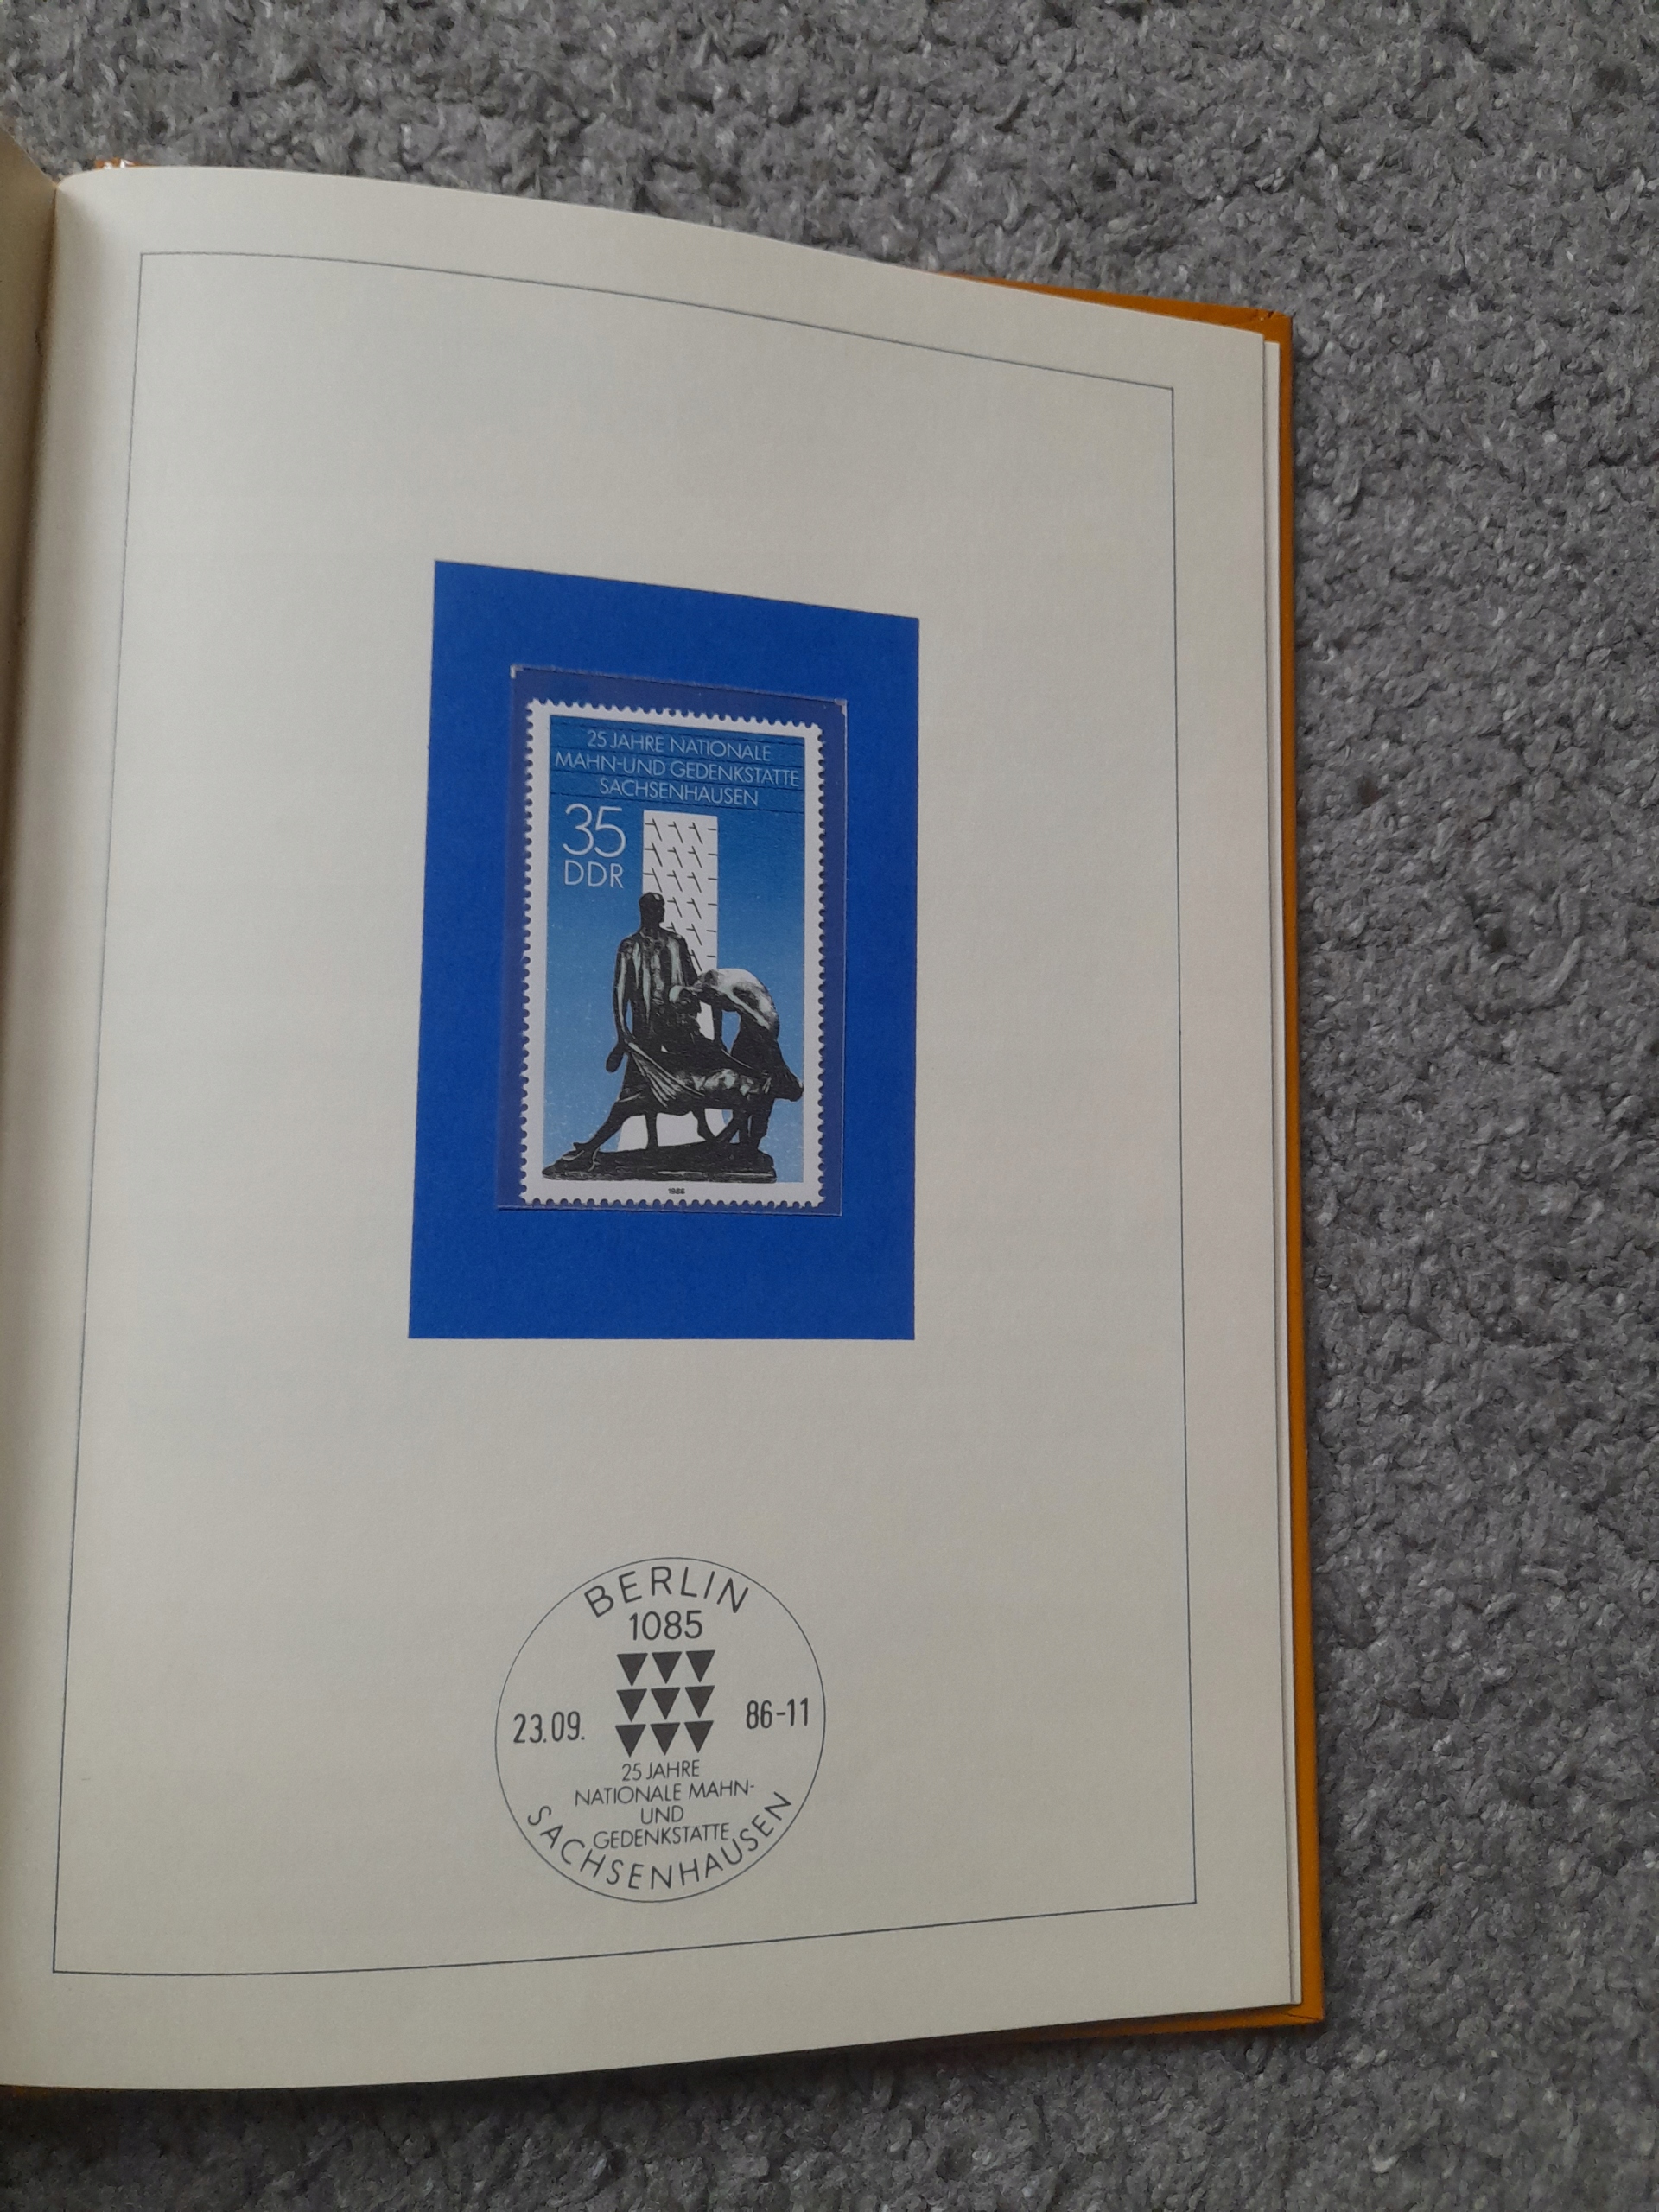 25 JAHRE NATIONALE
MAHN-UND GEDENKSTATTE
SACHSENHAUSEN
35
DDR
1986
BERLIN
1085
23.09.
86-11
25 JAHRE
NATIONALE MAHN-
UND
GEDENKSTATTE
SACHSENHAUSEN